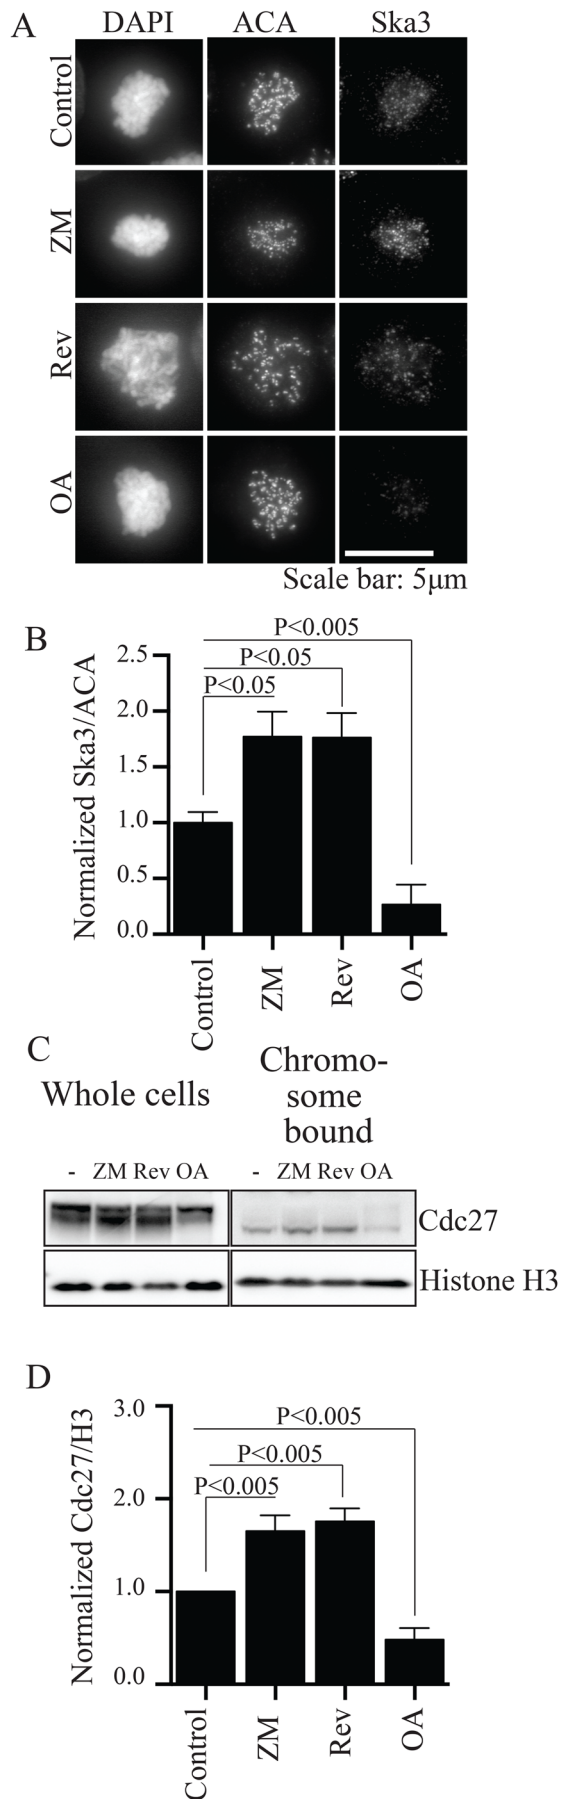 A
DAPI ACA Ska3
Control
ZM
Rev
OA
Scale bar: 5μm
B
P<0.005
P<0.05
P<0.05
Normalized Ska3/ACA
2.5
2.0
1.5
1.0
0.5
0.0
Control ZM Rev OA
C
Whole cells
Chromo-
some
bound
- ZM Rev OA - ZM Rev OA
Cdc27
Histone H3
D
P<0.005
P<0.005
P<0.005
Normalized Cdc27/H3
3.0
2.0
1.0
0.0
Control ZM Rev OA